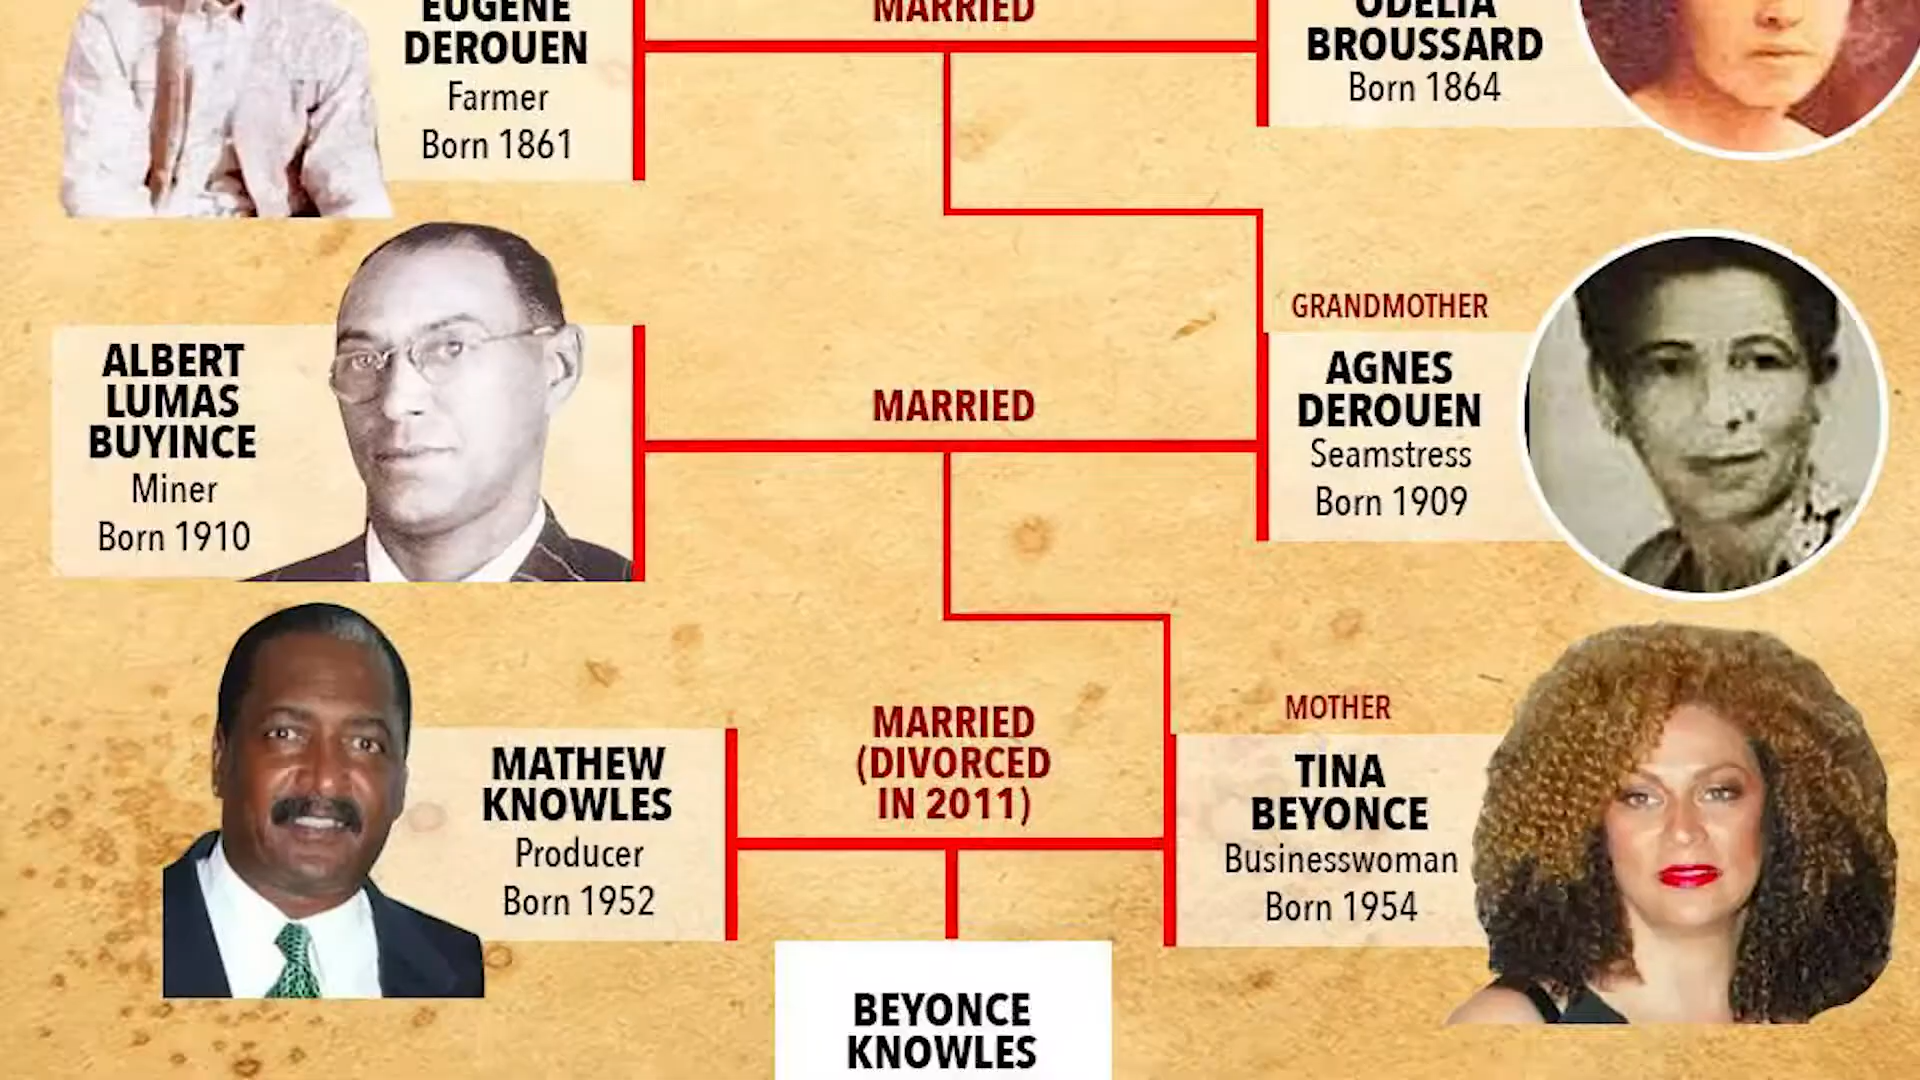 EUGENE
DEROUEN
Farmer
Born 1861
MARRIED
ODELIA
BROUSSARD
Born 1864
ALBERT
LUMAS
BUYINCE
Miner
Born 1910
MARRIED
GRANDMOTHER
AGNES
DEROUEN
Seamstress
Born 1909
MATHEW
KNOWLES
Producer
Born 1952
MARRIED
(DIVORCED
IN 2011)
MOTHER
TINA
BEYONCE
Businesswoman
Born 1954
BEYONCE
KNOWLES